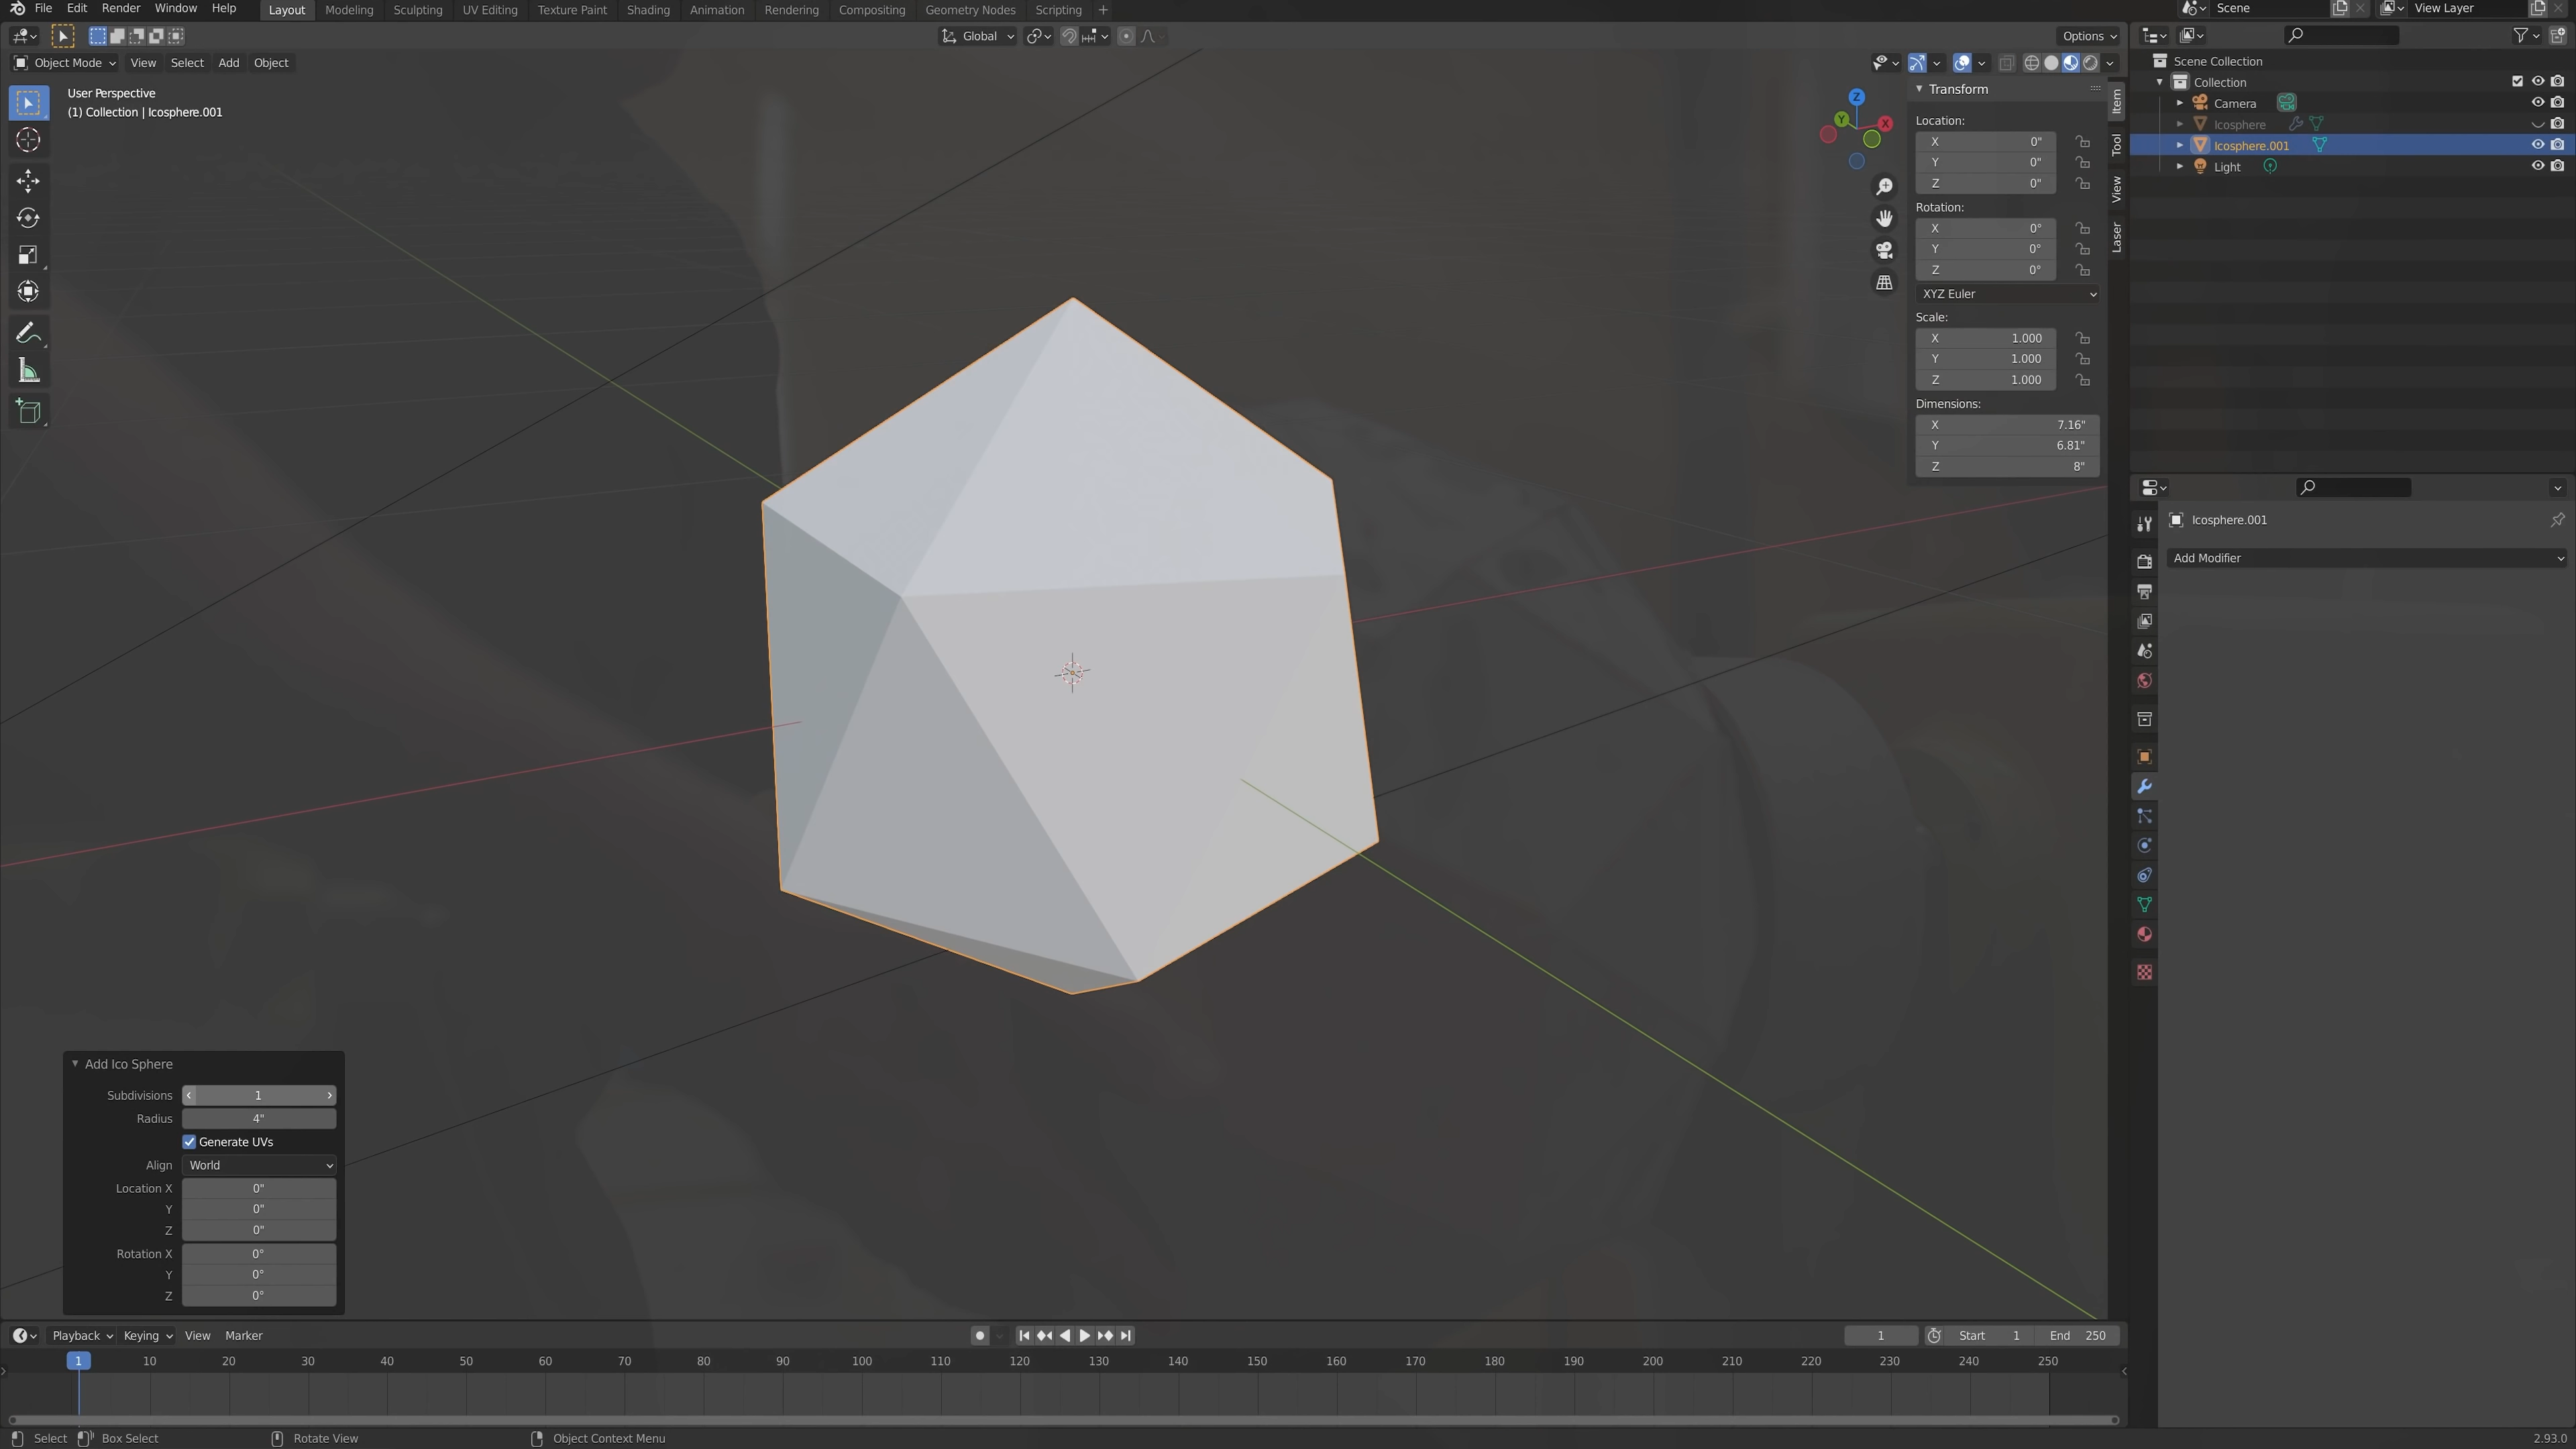 File Edit Render Window Help Layout Modeling Sculpting UV Editing Texture Paint Shading Animation Rendering Compositing Geometry Nodes Scripting + Scene View Layer
Global Options
Object Mode View Select Add Object
User Perspective
(1) Collection | Icosphere.001
Z
Y
X
Transform
Location:
X 0"
Y 0"
Z 0"
Rotation:
X 0°
Y 0°
Z 0°
XYZ Euler
Scale:
X 1.000
Y 1.000
Z 1.000
Dimensions:
X 7.16"
Y 6.81"
Z 8"
Item
Tool
View
Laser
Scene Collection
Collection
Camera
Icosphere
Icosphere.001
Light
Icosphere.001
Add Modifier
Add Ico Sphere
Subdivisions 1
Radius 4"
Generate UVs
Align World
Location X 0"
Y 0"
Z 0"
Rotation X 0°
Y 0°
Z 0°
Playback Keying View Marker 1 Start 1 End 250
1 10 20 30 40 50 60 70 80 90 100 110 120 130 140 150 160 170 180 190 200 210 220 230 240 250
Select Box Select Rotate View Object Context Menu 2.93.0